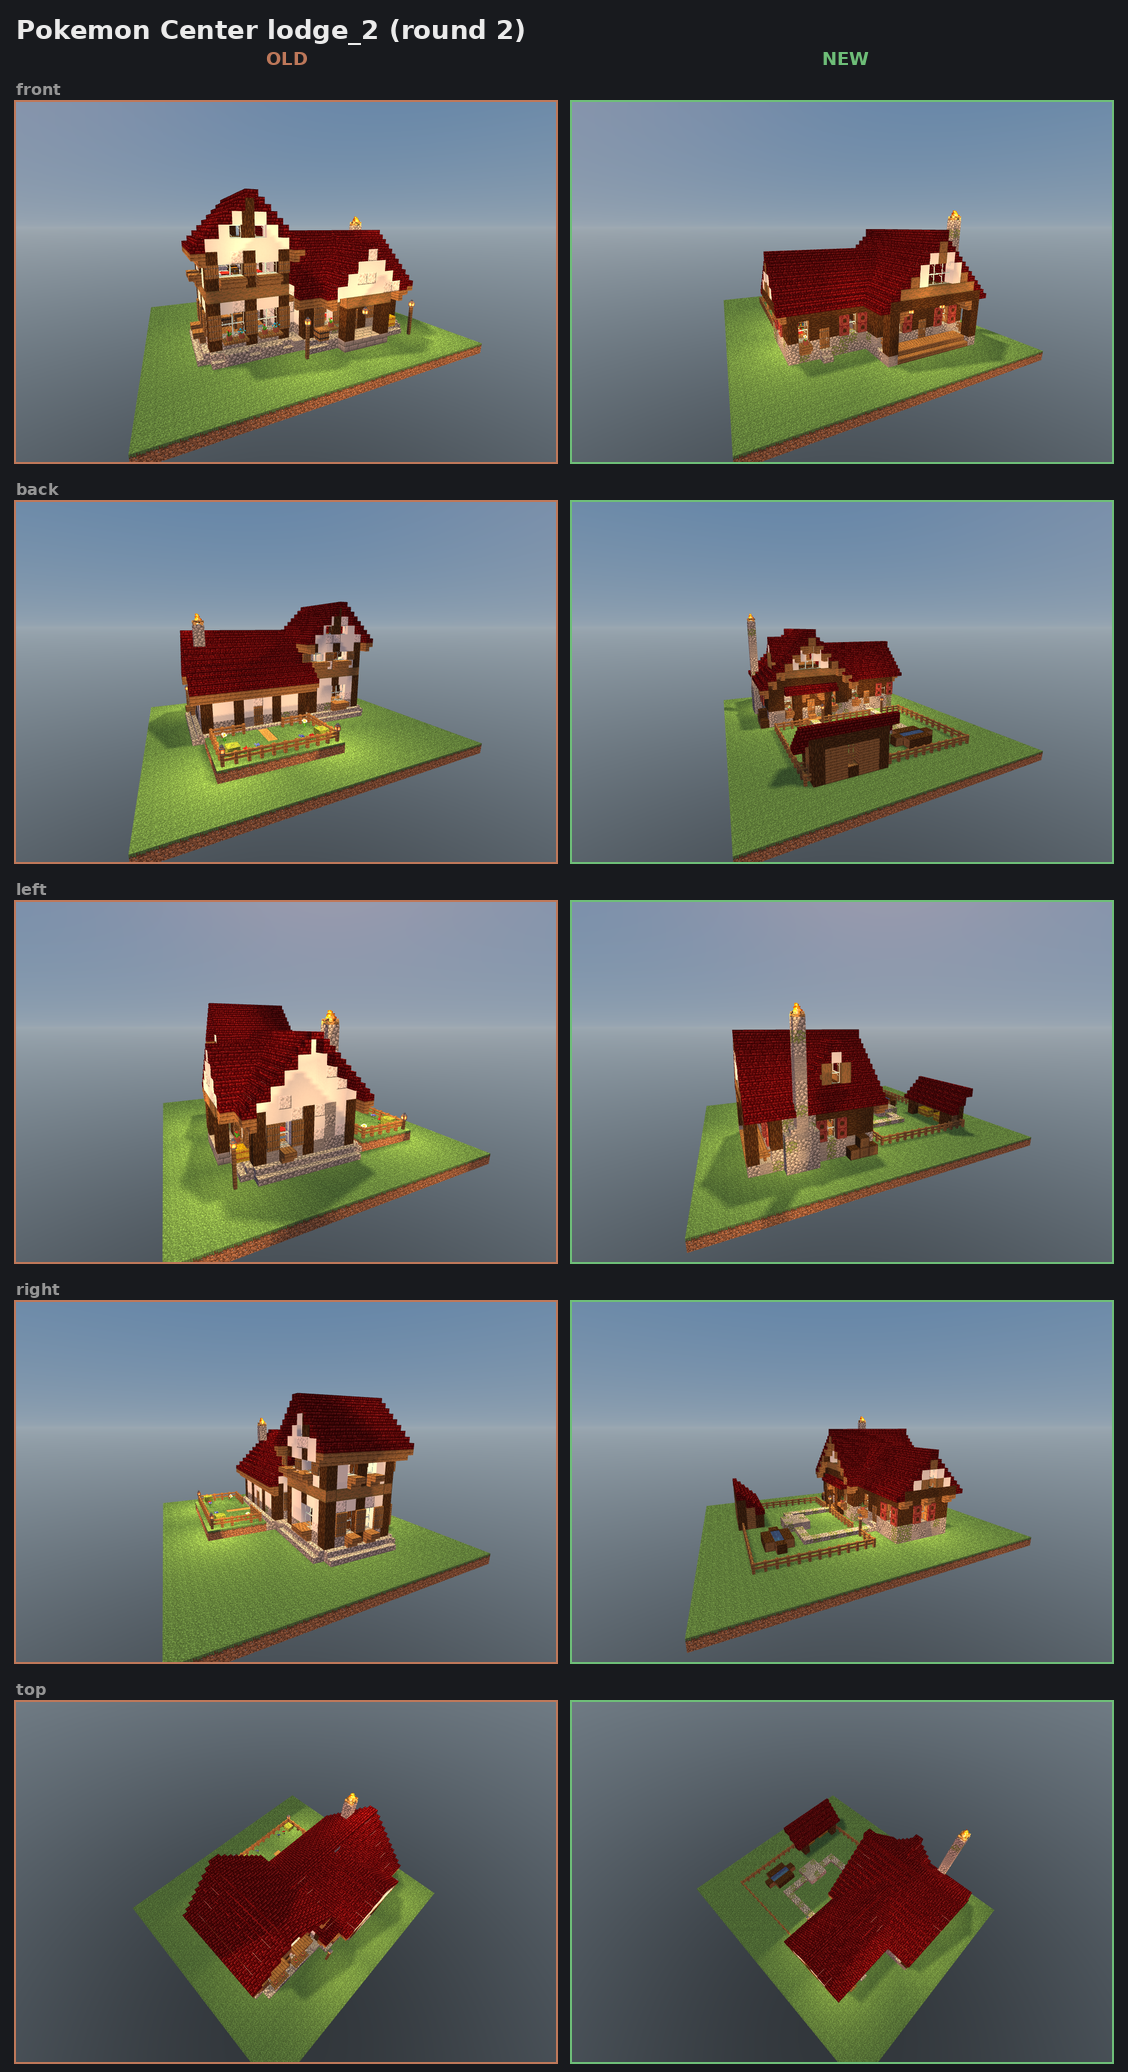 Pokemon Center lodge_2 (round 2)
OLD
NEW
front
back
left
right
top